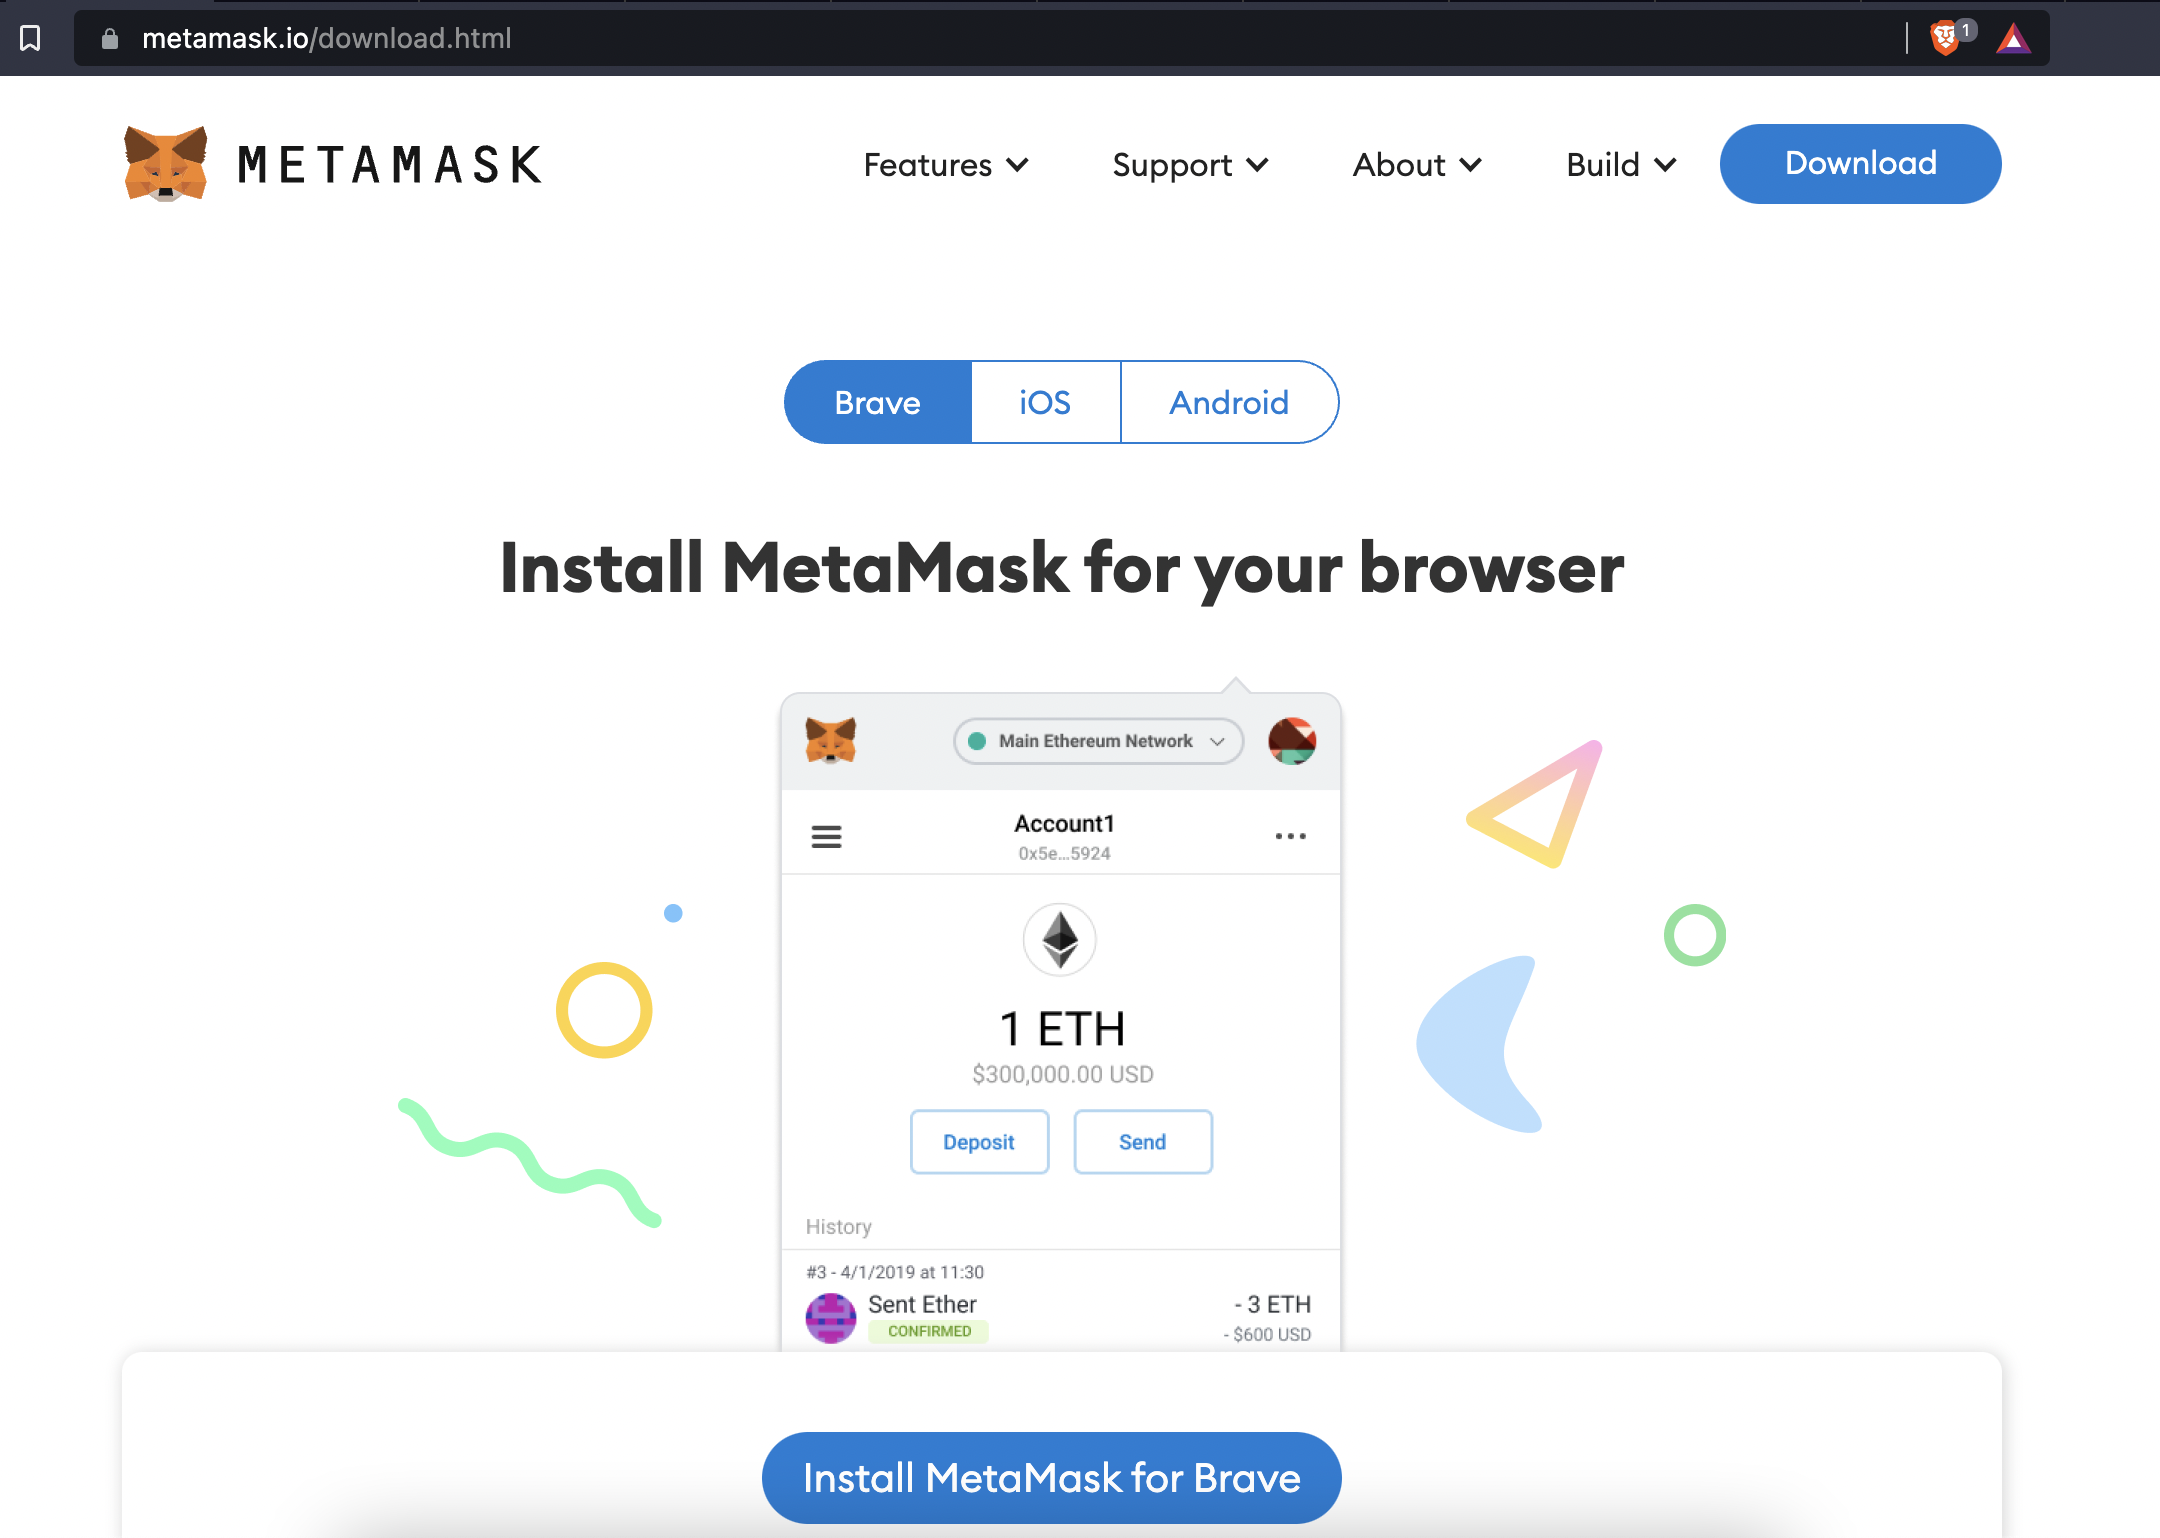 metamask.io/download.html
1
METAMASK
Features
Support
About
Build
Download
Brave
iOS
Android
Install MetaMask for your browser
Main Ethereum Network
Account1
0x5e...5924
1 ETH
$300,000.00 USD
Deposit
Send
History
#3 - 4/1/2019 at 11:30
Sent Ether
- 3 ETH
CONFIRMED
- $600 USD
Install MetaMask for Brave